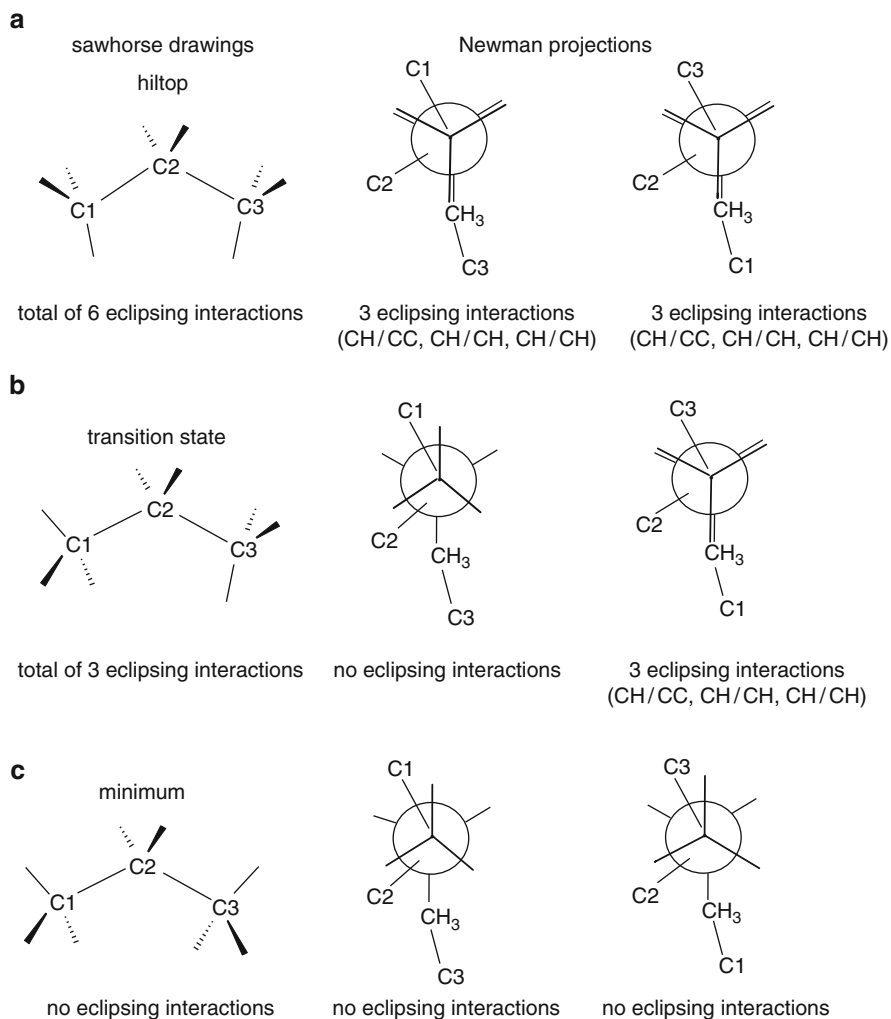 a
sawhorse drawings
Newman projections
hiltop
C1
C3
C2
C1
C3
C2
CH3
C3
C2
CH3
C1
total of 6 eclipsing interactions
3 eclipsing interactions
(CH/CC, CH/CH, CH/CH)
3 eclipsing interactions
(CH/CC, CH/CH, CH/CH)
b
transition state
C1
C3
C2
C1
C3
C2
CH3
C3
C2
CH3
C1
total of 3 eclipsing interactions
no eclipsing interactions
3 eclipsing interactions
(CH/CC, CH/CH, CH/CH)
c
minimum
C1
C3
C2
C1
C3
C2
CH3
C3
C2
CH3
C1
no eclipsing interactions
no eclipsing interactions
no eclipsing interactions